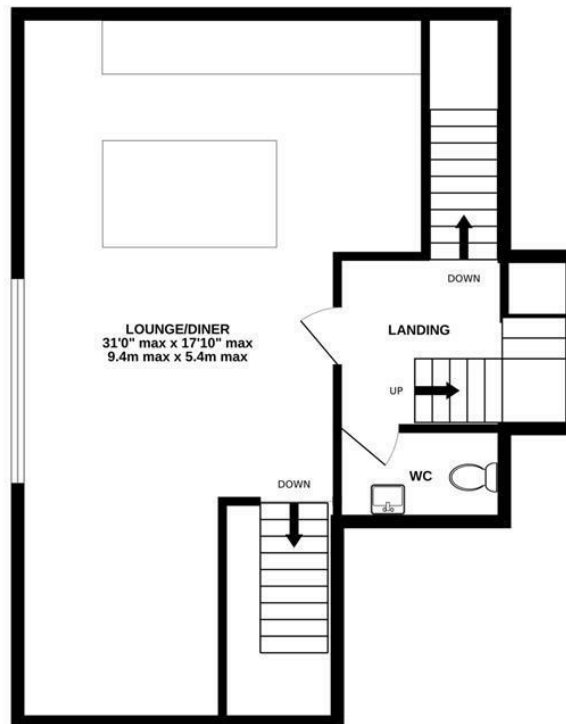 DOWN
LOUNGE/DINER
31'0" max x 17'10" max
9.4m max x 5.4m max
LANDING
UP
WC
DOWN